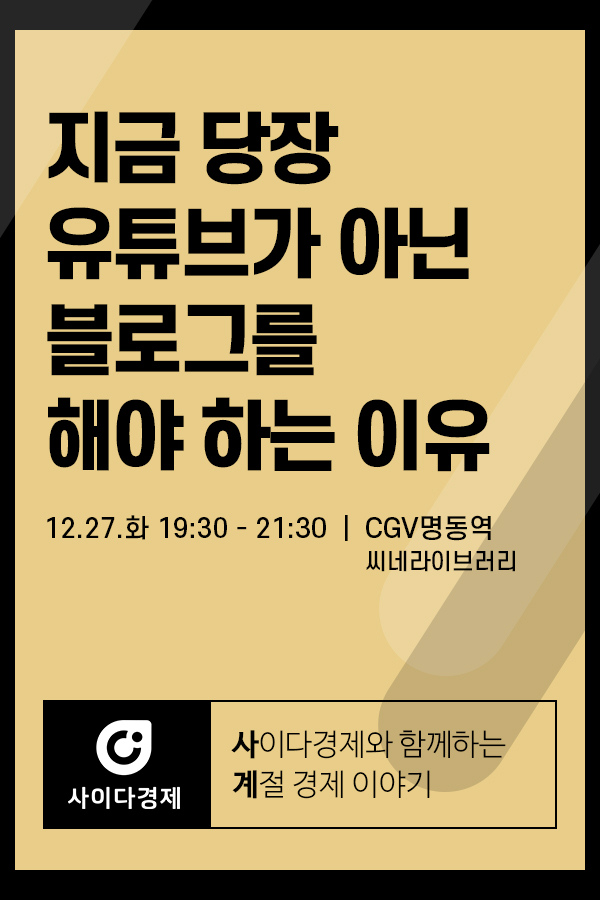 지금 당장
유튜브가 아닌
블로그를
해야 하는 이유
12.27.화 19:30 - 21:30 | CGV명동역
씨네라이브러리
사이다경제
사이다경제와 함께하는
계절 경제 이야기